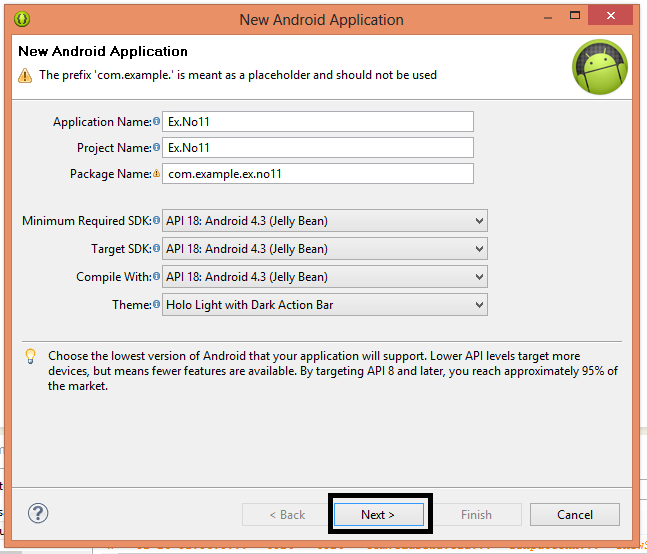 New Android Application
New Android Application
The prefix 'com.example.' is meant as a placeholder and should not be used
Application Name: Ex.No11
Project Name: Ex.No11
Package Name: com.example.ex.no11
Minimum Required SDK: API 18: Android 4.3 (Jelly Bean)
Target SDK: API 18: Android 4.3 (Jelly Bean)
Compile With: API 18: Android 4.3 (Jelly Bean)
Theme: Holo Light with Dark Action Bar
Choose the lowest version of Android that your application will support. Lower API levels target more
devices, but means fewer features are available. By targeting API 8 and later, you reach approximately 95% of
the market.
? < Back Next > Finish Cancel